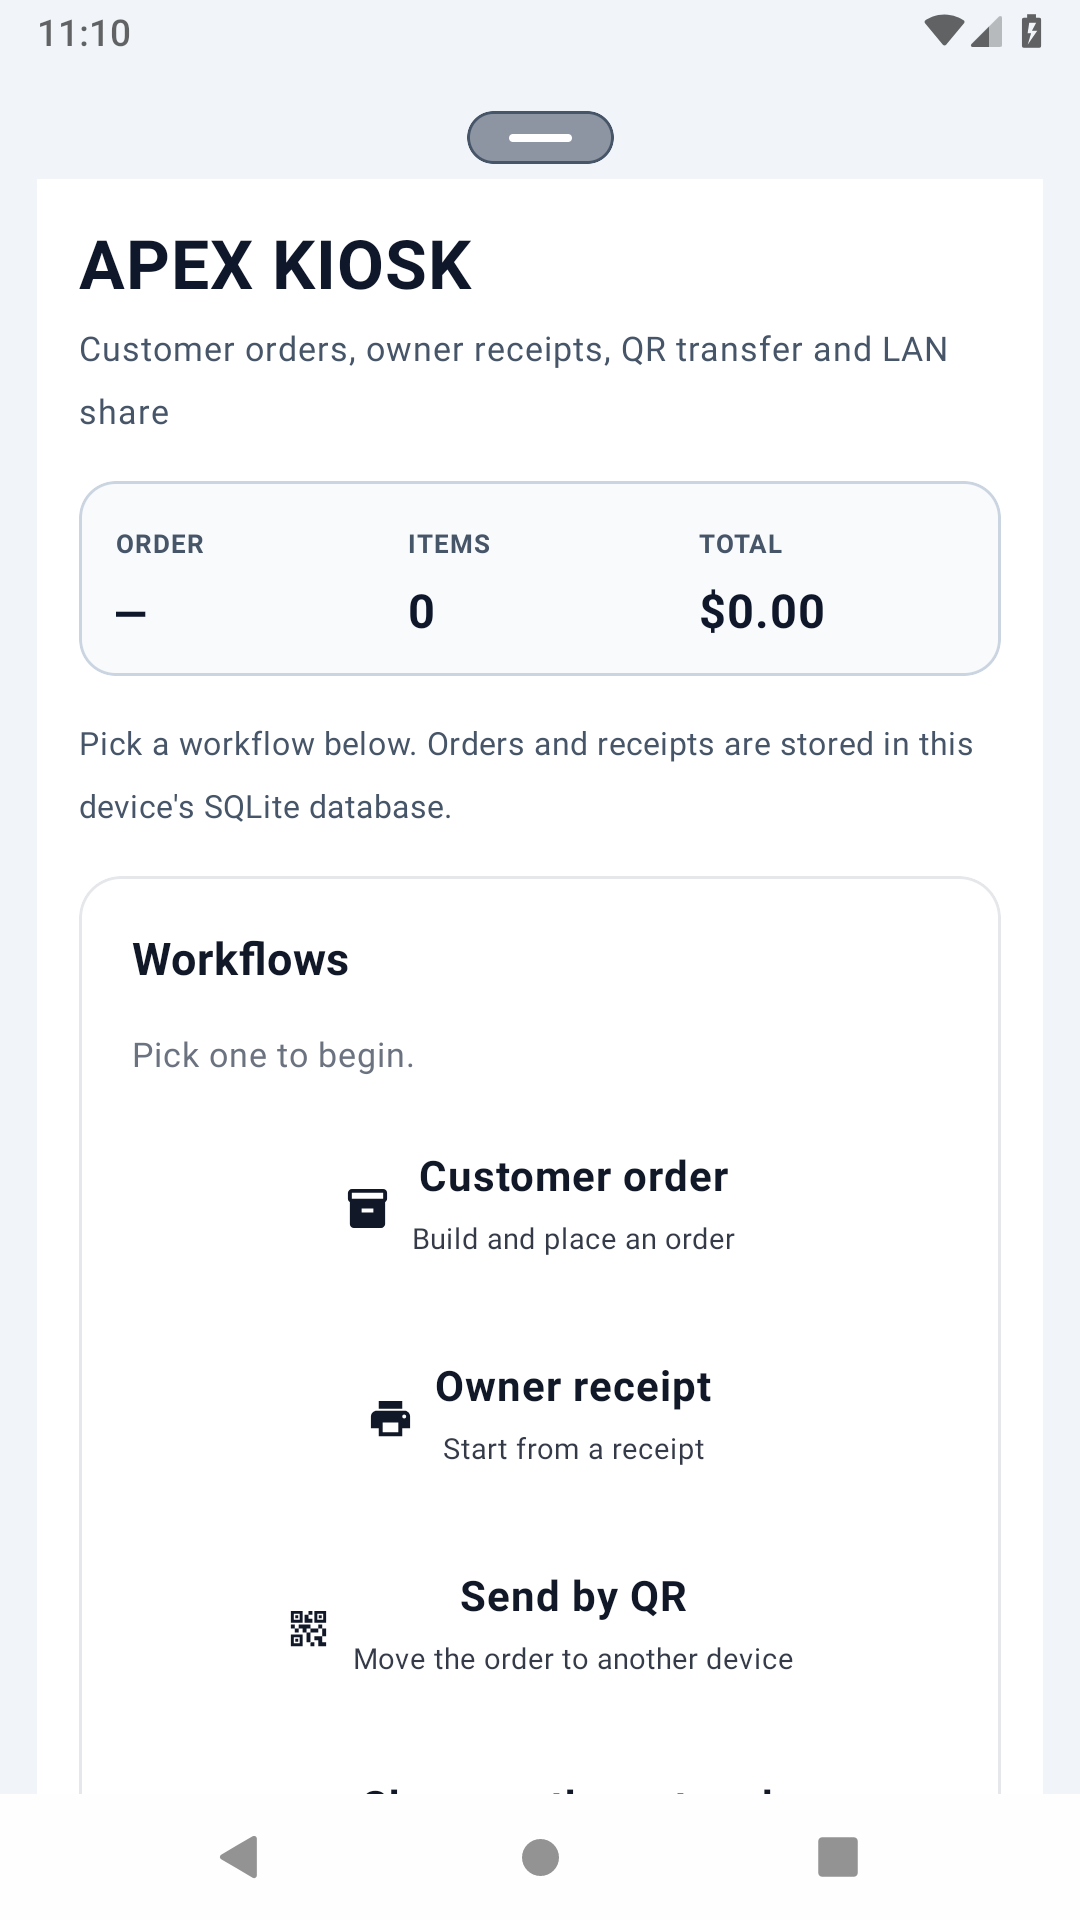 11:10
APEX KIOSK
Customer orders, owner receipts, QR transfer and LAN
share
ORDER ITEMS TOTAL
— 0 $0.00
Pick a workflow below. Orders and receipts are stored in this
device's SQLite database.
Workflows
Pick one to begin.
Customer order
Build and place an order
Owner receipt
Start from a receipt
Send by QR
Move the order to another device